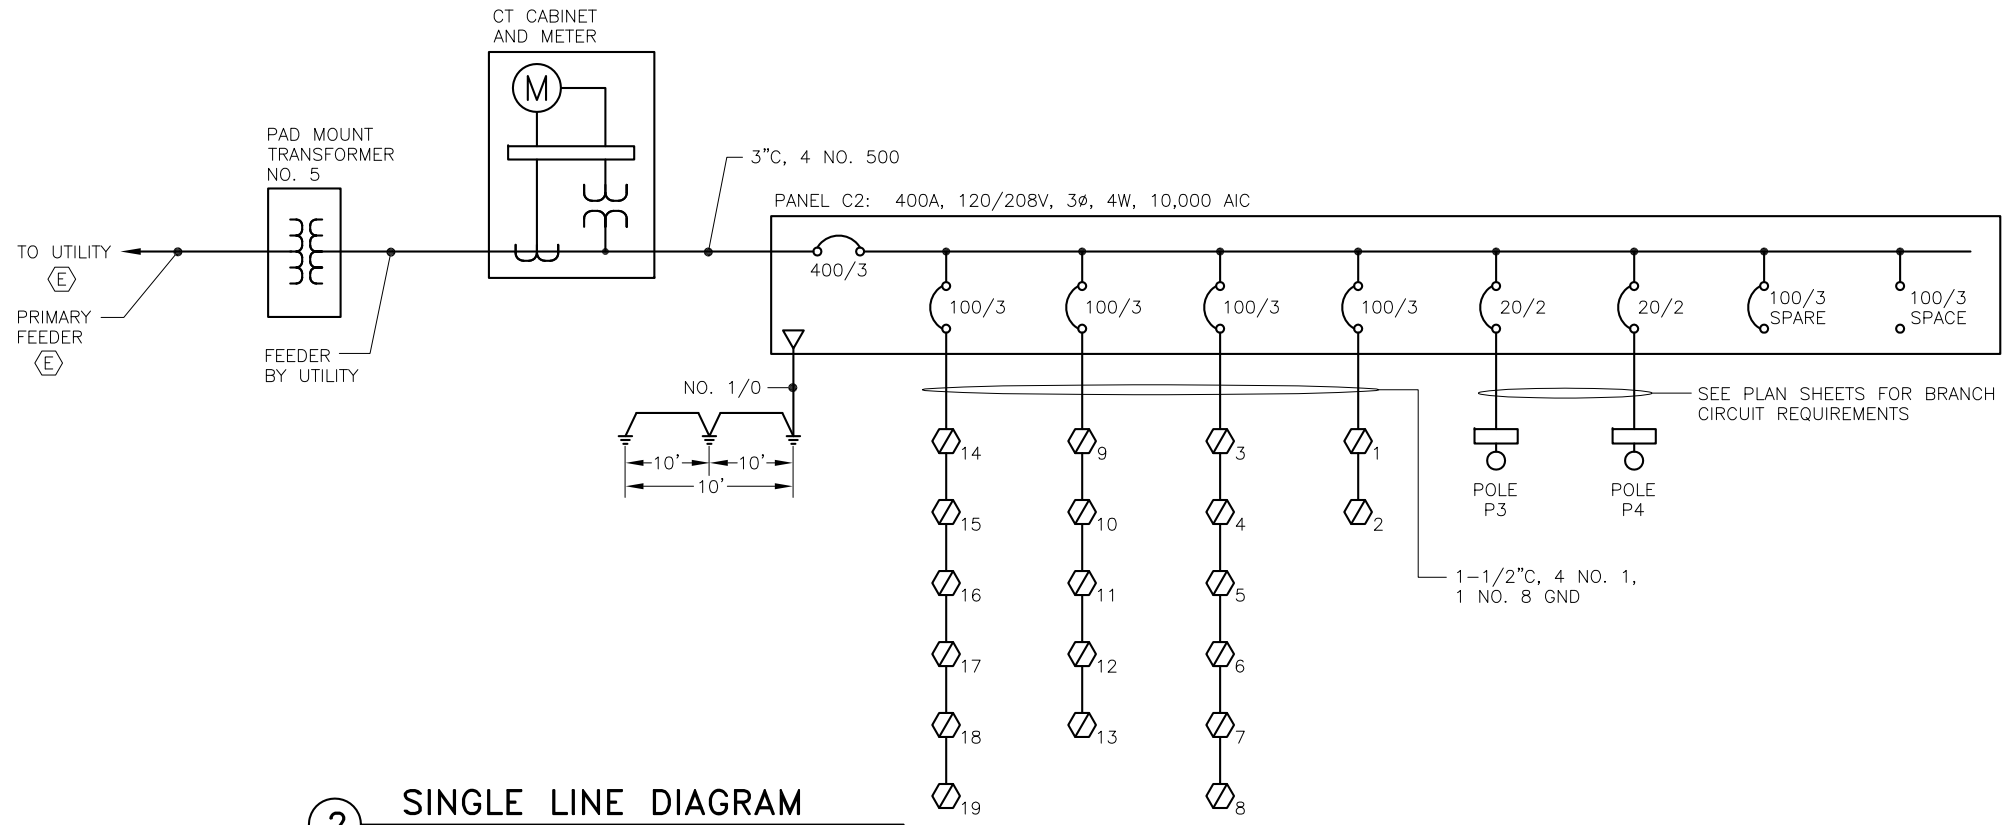 CT CABINET
AND METER
M
PAD MOUNT
TRANSFORMER
NO. 5
3"C, 4 NO. 500
PANEL C2: 400A, 120/208V, 3ø, 4W, 10,000 AIC
TO UTILITY
E
PRIMARY
FEEDER
E
FEEDER
BY UTILITY
400/3
100/3
100/3
100/3
100/3
20/2
20/2
100/3
SPARE
100/3
SPACE
NO. 1/0
10'
10'
10'
SEE PLAN SHEETS FOR BRANCH
CIRCUIT REQUIREMENTS
14
9
3
1
15
10
4
2
POLE
P3
POLE
P4
16
11
5
1-1/2"C, 4 NO. 1,
1 NO. 8 GND
17
12
6
18
13
7
19
8
2
SINGLE LINE DIAGRAM